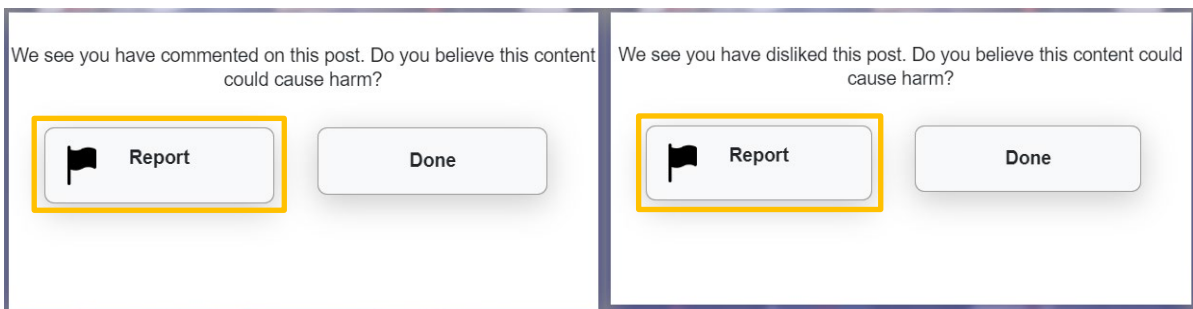 We see you have commented on this post. Do you believe this content
could cause harm?
Report
Done
We see you have disliked this post. Do you believe this content could
cause harm?
Report
Done